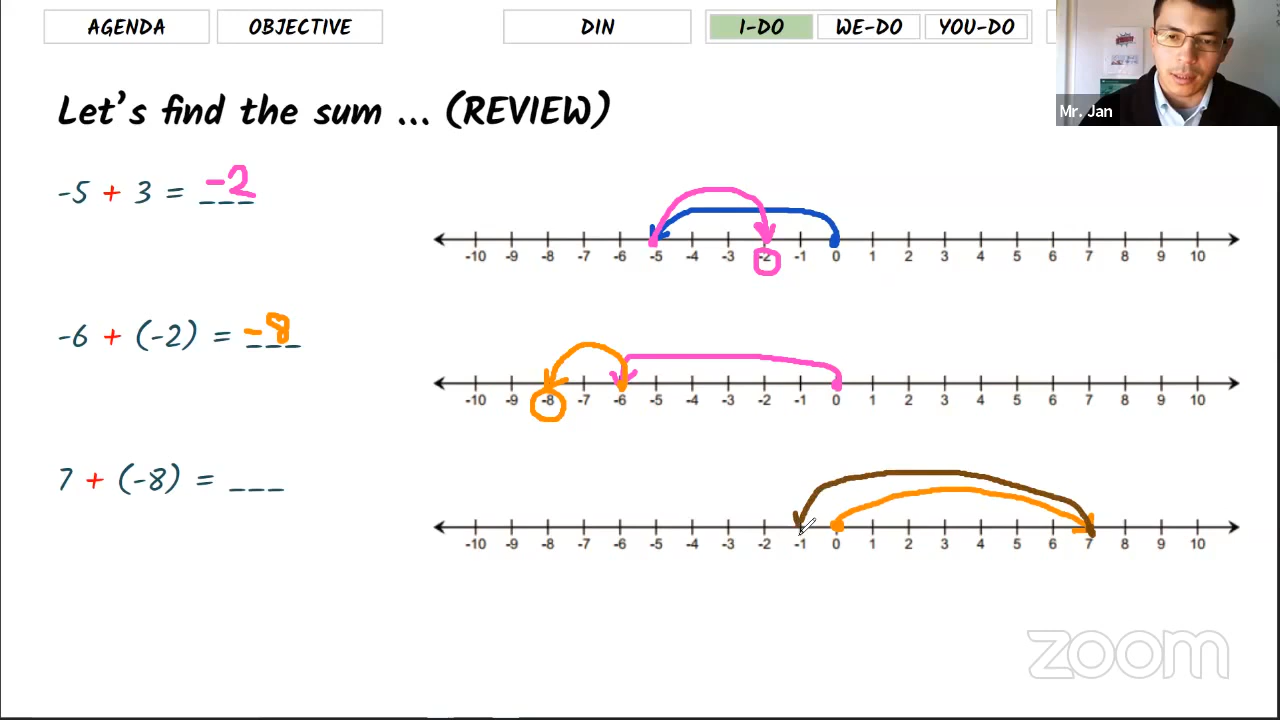 AGENDA OBJECTIVE DIN I-DO WE-DO YOU-DO
Mr. Jan
Let's find the sum ... (REVIEW)
-5 + 3 = -2
-10 -9 -8 -7 -6 -5 -4 -3 -2 -1 0 1 2 3 4 5 6 7 8 9 10
-6 + (-2) = -8
-10 -9 -8 -7 -6 -5 -4 -3 -2 -1 0 1 2 3 4 5 6 7 8 9 10
7 + (-8) = ___
-10 -9 -8 -7 -6 -5 -4 -3 -2 -1 0 1 2 3 4 5 6 7 8 9 10
zoom